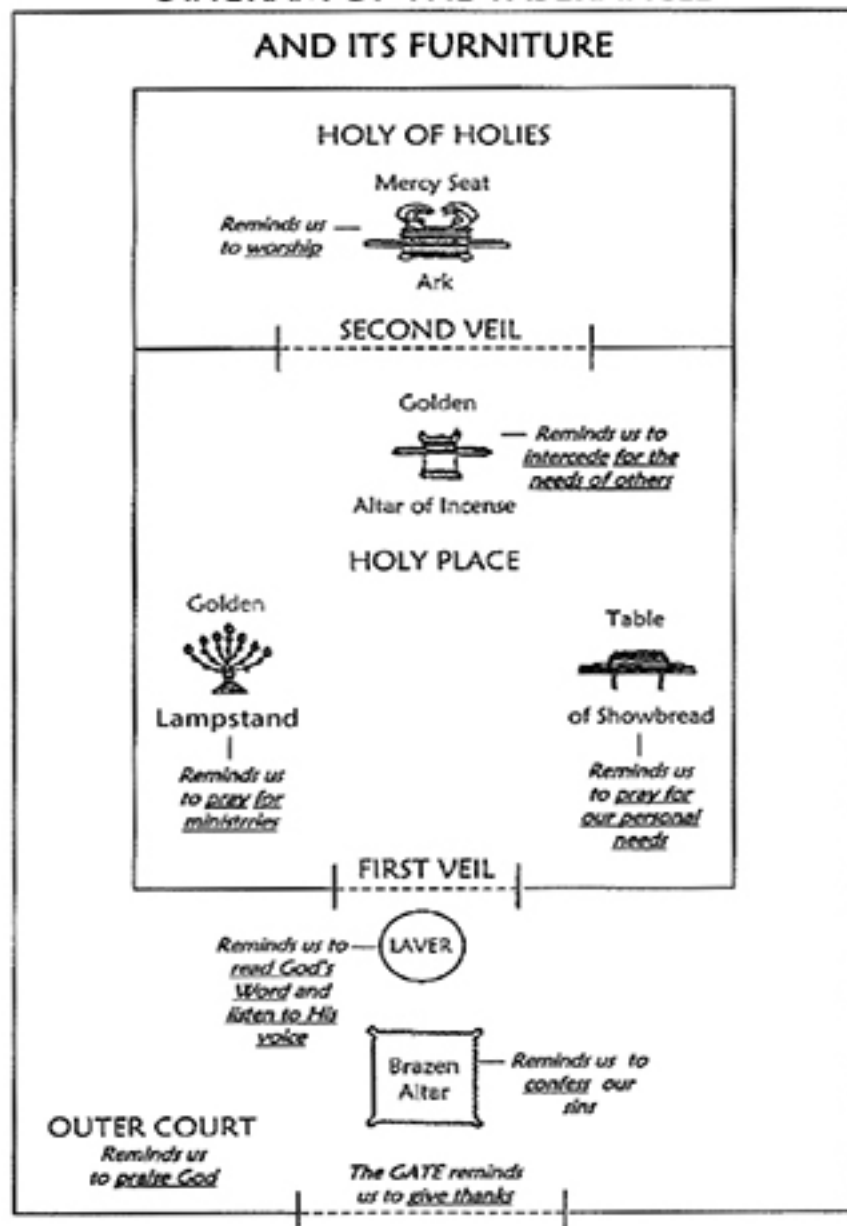 AND ITS FURNITURE
HOLY OF HOLIES
Mercy Seat
Reminds us
to worship
Ark
SECOND VEIL
Golden
Reminds us to
intercede for the
needs of others
Altar of Incense
HOLY PLACE
Golden
Lampstand
Reminds us
to pray for
ministries
Table
of Showbread
Reminds us
to pray for
our personal
needs
FIRST VEIL
LAVER
Reminds us to
read God's
Word and
listen to His
voice
Brazen
Altar
Reminds us to
confess our
sins
OUTER COURT
Reminds us
to praise God
The GATE reminds
us to give thanks